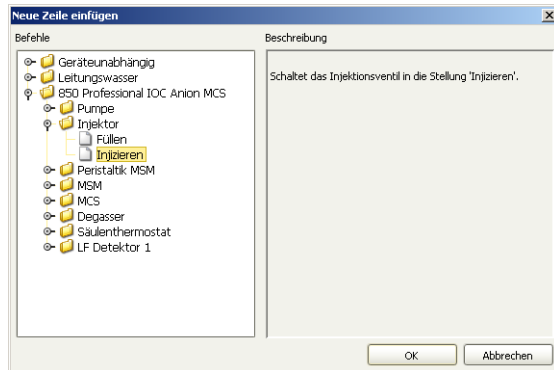 Neue Zeile einfügen
Befehle
Geräteunabhängig
Leitungswasser
850 Professional IOC Anion MCS
Pumpe
Injektor
Füllen
Injizieren
Peristaltik MSM
MSM
MCS
Degasser
Säulenthermostat
LF Detektor 1
Beschreibung
Schaltet das Injektionsventil in die Stellung 'Injizieren'.
OK
Abbrechen